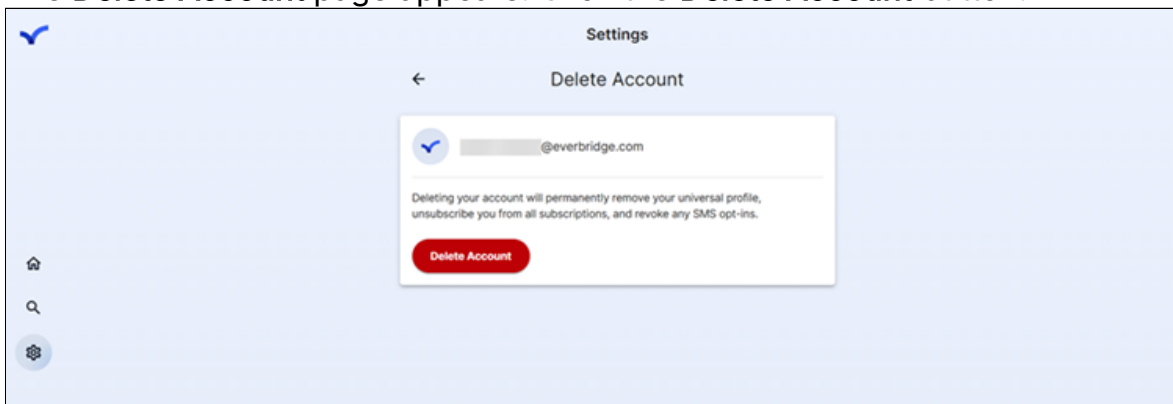 Settings
Delete Account
@everbridge.com
Deleting your account will permanently remove your universal profile,
unsubscribe you from all subscriptions, and revoke any SMS opt-ins.
Delete Account